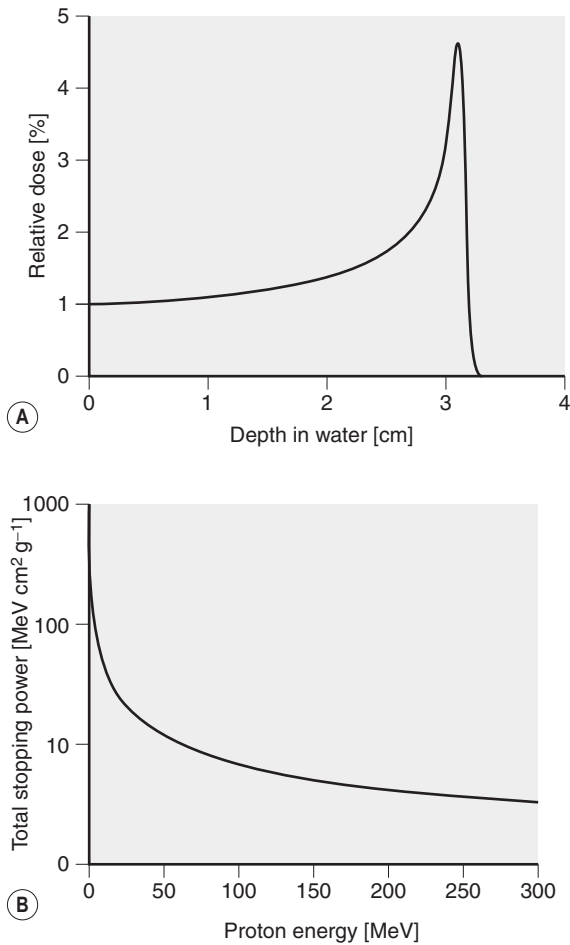 5
4
3
2
1
0
Relative dose [%]
0 1 2 3 4
Depth in water [cm]
A
1000
100
10
0
Total stopping power [MeV cm² g⁻¹]
0 50 100 150 200 250 300
Proton energy [MeV]
B